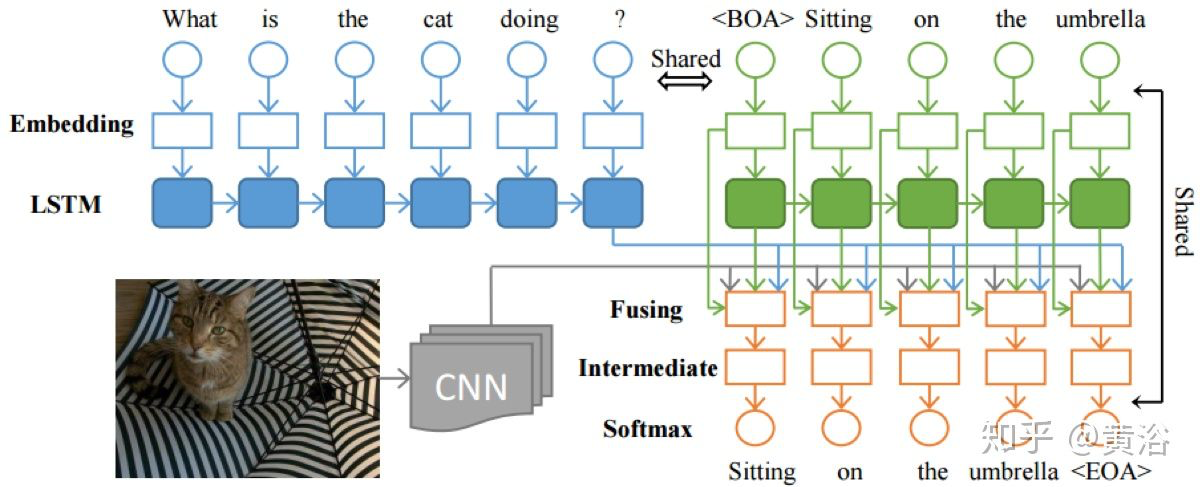 What is the cat doing ? <BOA> Sitting on the umbrella
Shared
Embedding
LSTM
Shared
Fusing
Intermediate
CNN
Softmax
知乎 @黄浴
Sitting on the umbrella <EOA>